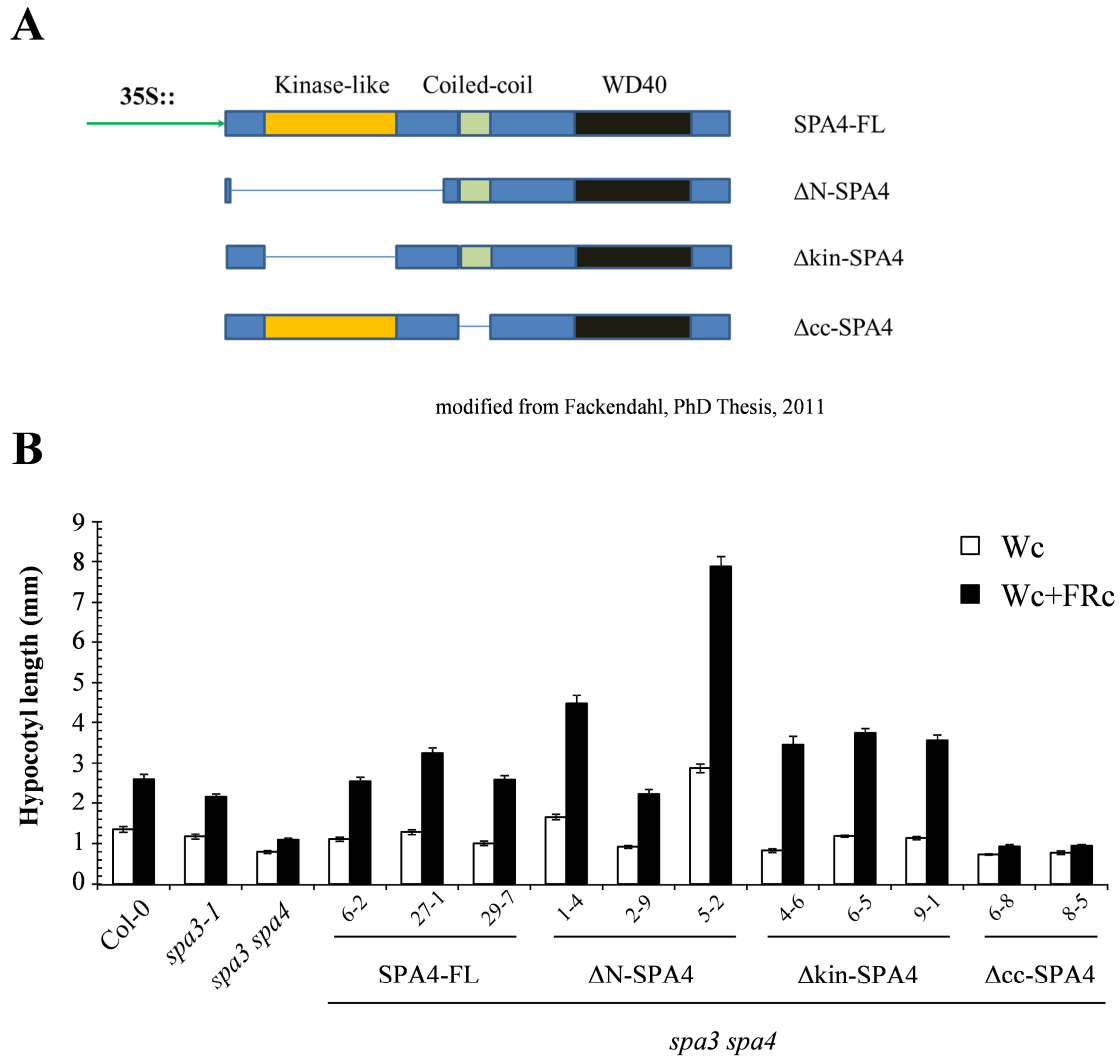 A
35S::
Kinase-like Coiled-coil WD40
SPA4-FL
ΔN-SPA4
Δkin-SPA4
Δcc-SPA4
modified from Fackendahl, PhD Thesis, 2011
B
Hypocotyl length (mm)
9
8
7
6
5
4
3
2
1
0
Wc
Wc+FRc
Col-0 spa3-1 spa3 spa4 6-2 27-1 29-7 1-4 2-9 5-2 4-6 6-5 9-1 6-8 8-5
SPA4-FL ΔN-SPA4 Δkin-SPA4 Δcc-SPA4
spa3 spa4